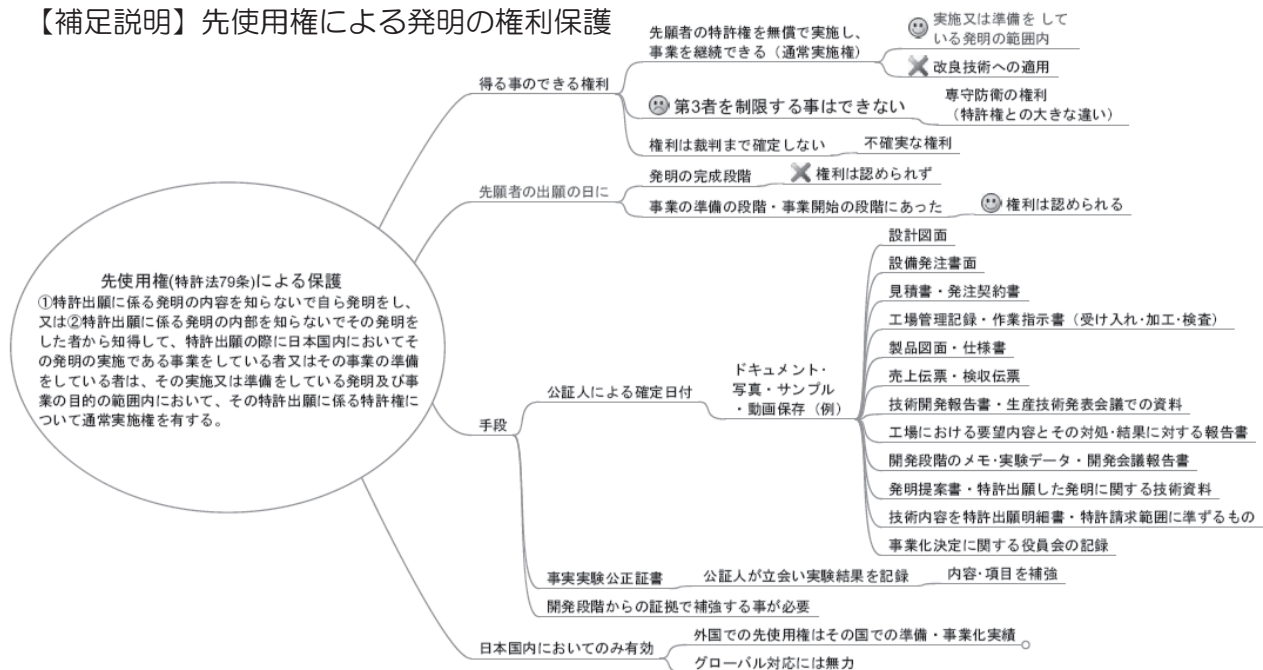 【補足説明】先使用権による発明の権利保護
先使用権(特許法79条)による保護
①特許出願に係る発明の内容を知らないで自ら発明をし、
又は②特許出願に係る発明の内部を知らないでその発明を
した者から知得して、特許出願の際に日本国内においてそ
の発明の実施である事業をしている者又はその事業の準備
をしている者は、その実施又は準備をしている発明及び事
業の目的の範囲内において、その特許出願に係る特許権に
ついて通常実施権を有する。
得る事のできる権利
先願者の特許権を無償で実施し、
事業を継続できる（通常実施権）
実施又は準備を して
いる発明の範囲内
改良技術への適用
第3者を制限する事はできない
専守防衛の権利
（特許権との大きな違い）
権利は裁判まで確定しない
不確実な権利
先願者の出願の日に
発明の完成段階
権利は認められず
事業の準備の段階・事業開始の段階にあった
権利は認められる
手段
公証人による確定日付
ドキュメント・
写真・サンプル
・動画保存（例）
設計図面
設備発注書面
見積書・発注契約書
工場管理記録・作業指示書（受け入れ・加工・検査）
製品図面・仕様書
売上伝票・検収伝票
技術開発報告書・生産技術発表会議での資料
工場における要望内容とその対処・結果に対する報告書
開発段階のメモ・実験データ・開発会議報告書
発明提案書・特許出願した発明に関する技術資料
技術内容を特許出願明細書・特許請求範囲に準ずるもの
事業化決定に関する役員会の記録
事実実験公正証書
公証人が立会い実験結果を記録
内容・項目を補強
開発段階からの証拠で補強する事が必要
日本国内においてのみ有効
外国での先使用権はその国での準備・事業化実績
グローバル対応には無力